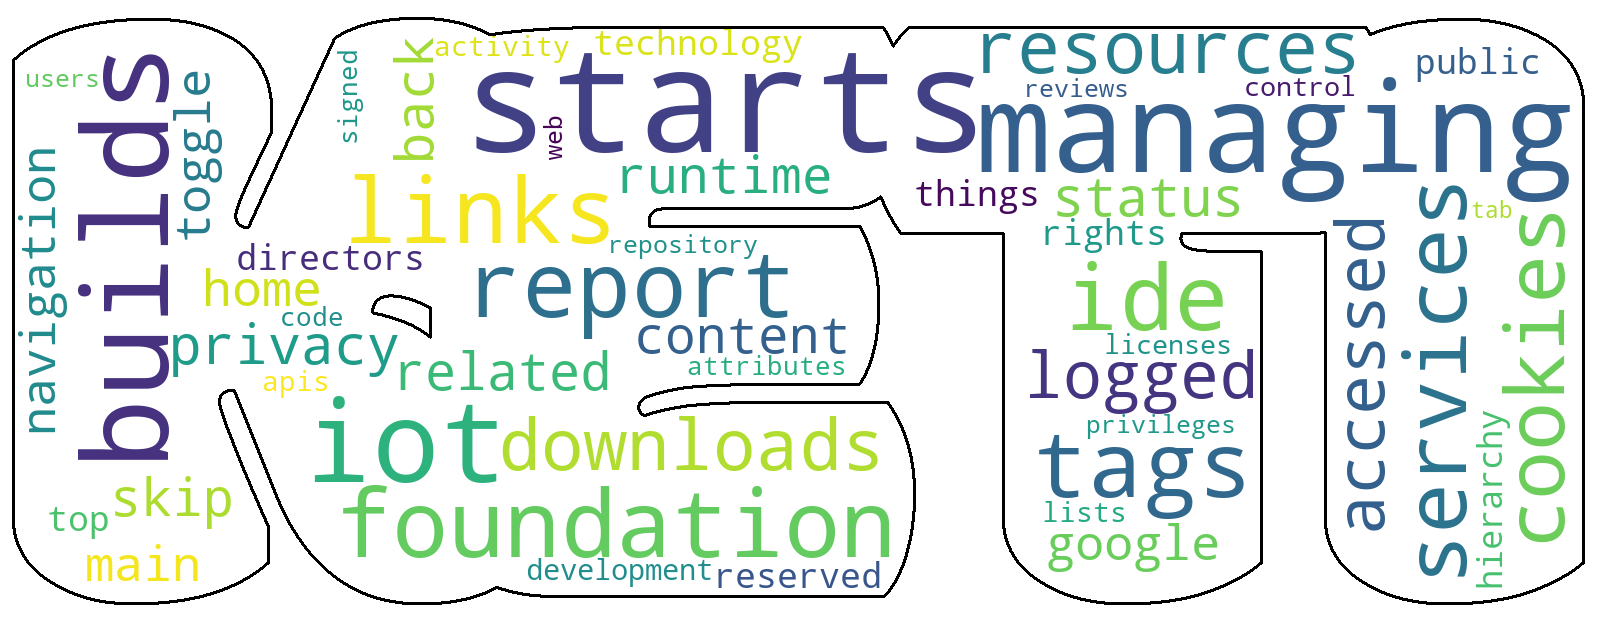 users
builds
toggle
navigation
skip
top
main
signed
back
activity
technology
starts
web
links
runtime
directors
home
code
privacy
apis
repository
report
content
attributes
related
iot
downloads
foundation
development
reserved
resources
reviews
control
public
managing
things
status
rights
tab
ide
licenses
logged
privileges
tags
lists
google
accessed
services
hierarchy
cookies